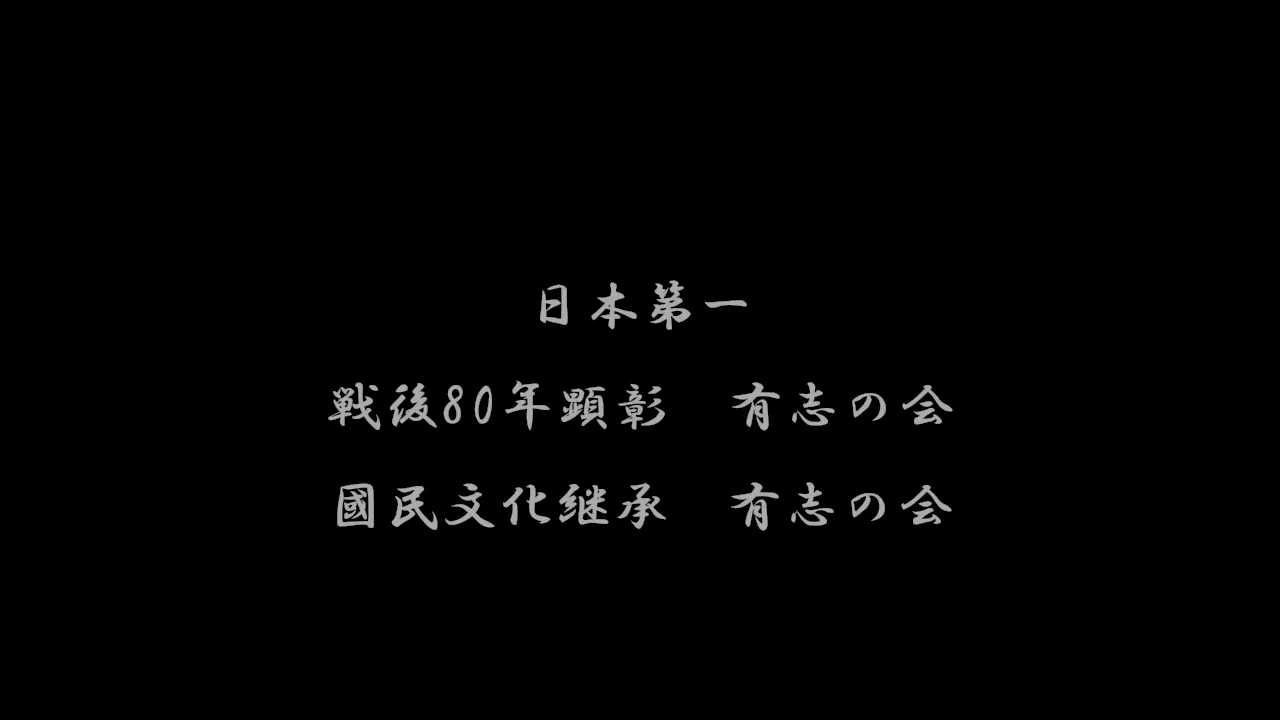 日本第一
戦後80年顕彰　有志の会
國民文化継承　有志の会